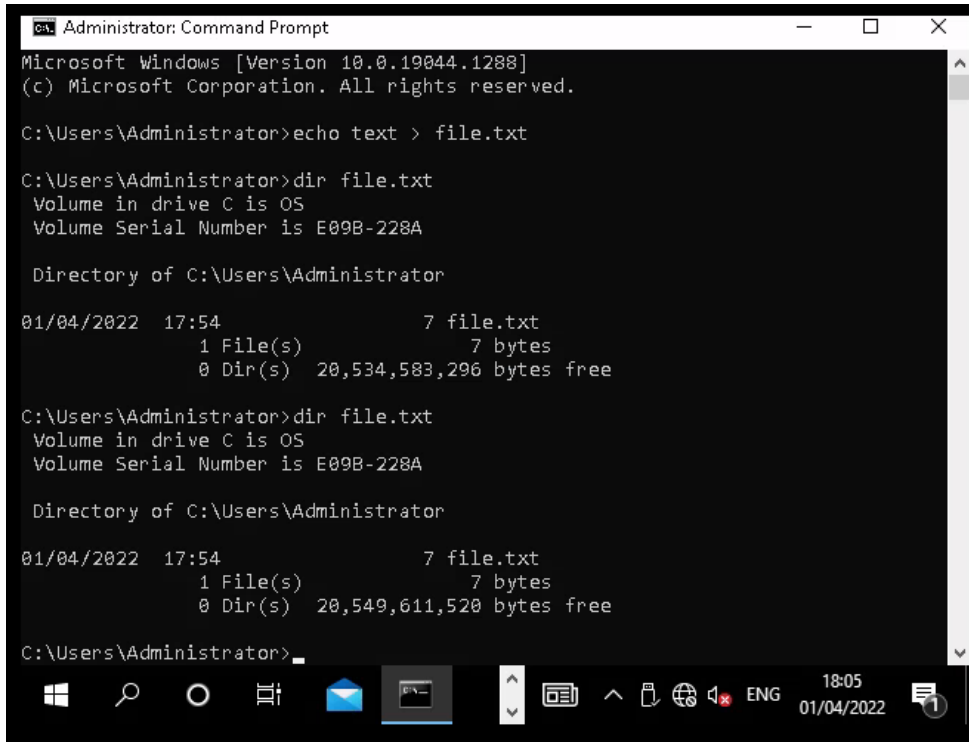 Administrator: Command Prompt
Microsoft Windows [Version 10.0.19044.1288]
(c) Microsoft Corporation. All rights reserved.
C:\Users\Administrator>echo text > file.txt
C:\Users\Administrator>dir file.txt
Volume in drive C is OS
Volume Serial Number is E09B-228A
Directory of C:\Users\Administrator
01/04/2022  17:54                 7 file.txt
1 File(s)              7 bytes
0 Dir(s)  20,534,583,296 bytes free
C:\Users\Administrator>dir file.txt
Volume in drive C is OS
Volume Serial Number is E09B-228A
Directory of C:\Users\Administrator
01/04/2022  17:54                 7 file.txt
1 File(s)              7 bytes
0 Dir(s)  20,549,611,520 bytes free
C:\Users\Administrator>
ENG
18:05
01/04/2022
1